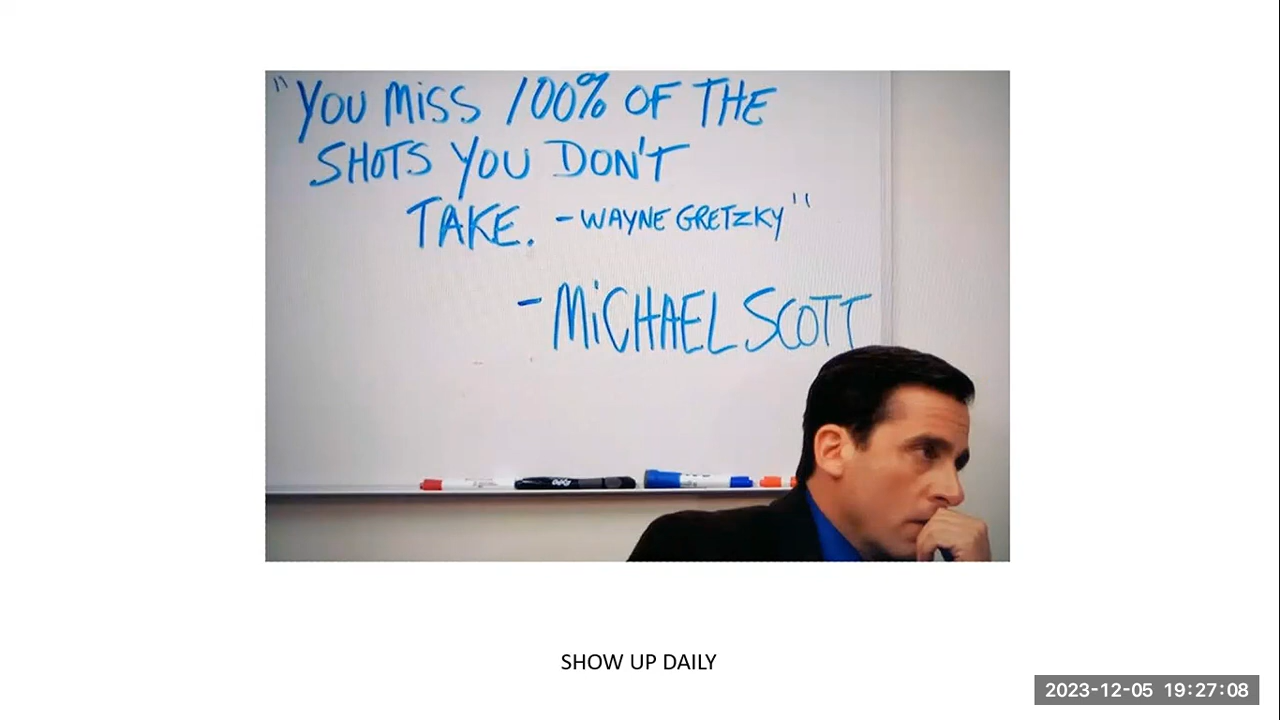 "YOU MiSS 100% OF THE
SHOTS YOU DON'T
TAKE. -WAYNE GRETZKY"
-MiCHAEL SCOTT
SHOW UP DAILY
2023-12-05 19:27:08